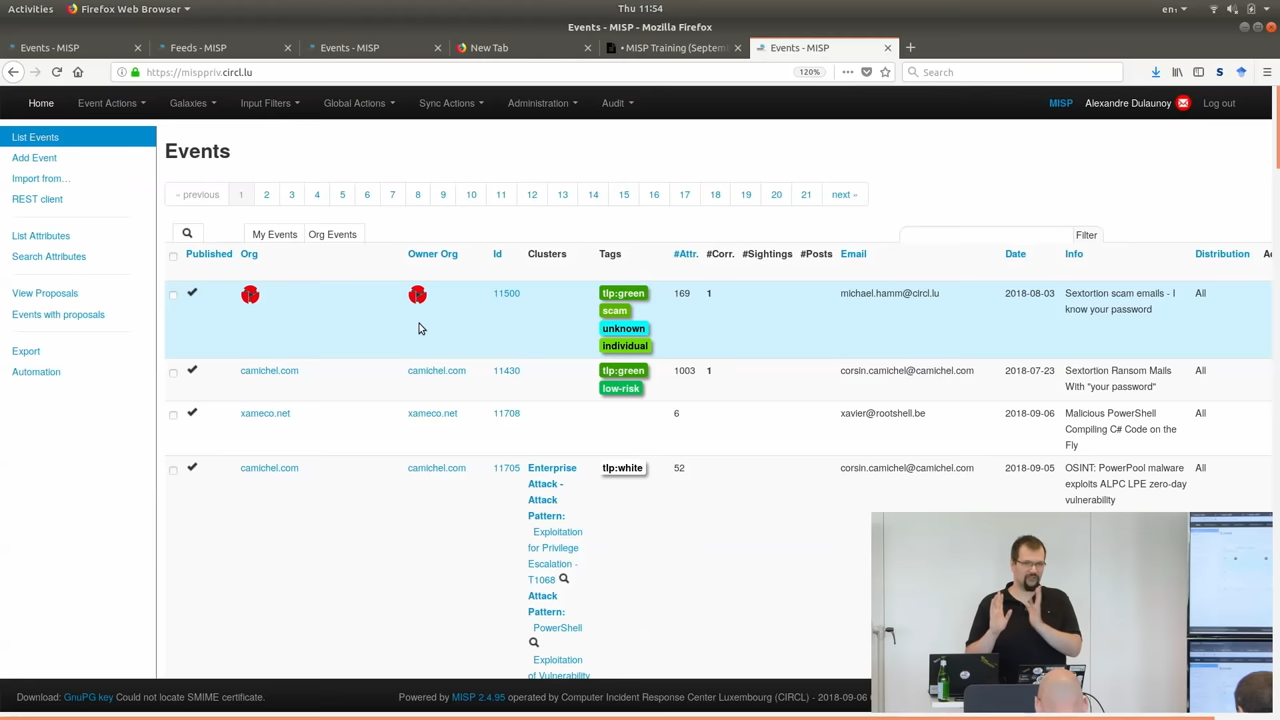 Activities Firefox Web Browser Thu 11:54 en₁
Events - MISP - Mozilla Firefox
Events - MISP × Feeds - MISP × Events - MISP × New Tab × • MISP Training (Septem × Events - MISP ×
https://misppriv.circl.lu 120% Search
Home Event Actions Galaxies Input Filters Global Actions Sync Actions Administration Audit MISP Alexandre Dulaunoy Log out
List Events
Add Event
Import from…
REST client
List Attributes
Search Attributes
View Proposals
Events with proposals
Export
Automation
Events
« previous 1 2 3 4 5 6 7 8 9 10 11 12 13 14 15 16 17 18 19 20 21 next »
My Events Org Events Filter
Published Org Owner Org Id Clusters Tags #Attr. #Corr. #Sightings #Posts Email Date Info Distribution Ac
11500 tlp:green 169 1 michael.hamm@circl.lu 2018-08-03 Sextortion scam emails - I All
scam know your password
unknown
individual
camichel.com camichel.com 11430 tlp:green 1003 1 corsin.camichel@camichel.com 2018-07-23 Sextortion Ransom Mails All
low-risk With "your password"
xameco.net xameco.net 11708 6 xavier@rootshell.be 2018-09-06 Malicious PowerShell All
Compiling C# Code on the
Fly
camichel.com camichel.com 11705 Enterprise tlp:white 52 corsin.camichel@camichel.com 2018-09-05 OSINT: PowerPool malware All
Attack - exploits ALPC LPE zero-day
Attack vulnerability
Pattern:
Exploitation
for Privilege
Escalation -
T1068
Attack
Pattern:
PowerShell
Exploitation
of Vulnerability
Download: GnuPG key Could not locate SMIME certificate. Powered by MISP 2.4.95 operated by Computer Incident Response Center Luxembourg (CIRCL) - 2018-09-06